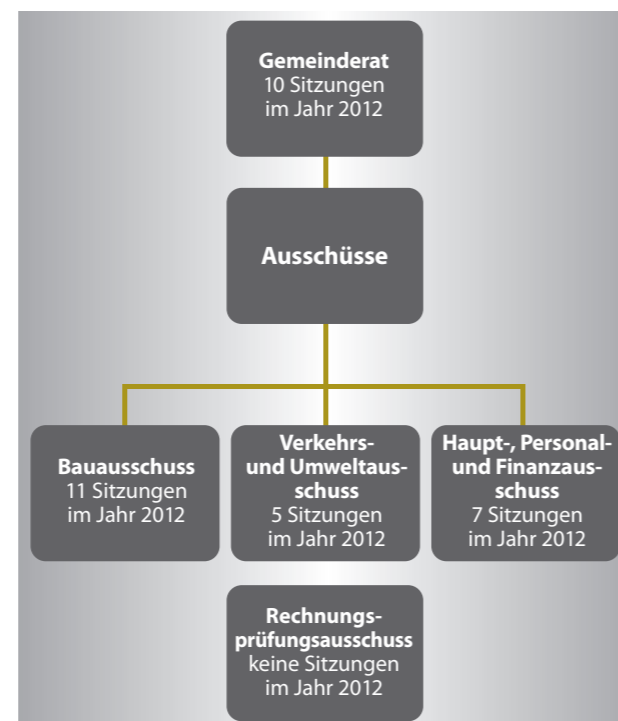 Gemeinderat
10 Sitzungen
im Jahr 2012
Ausschüsse
Bauausschuss
11 Sitzungen
im Jahr 2012
Verkehrs-
und Umweltaus-
schuss
5 Sitzungen
im Jahr 2012
Haupt-, Personal-
und Finanzaus-
schuss
7 Sitzungen
im Jahr 2012
Rechnungs-
prüfungsausschuss
keine Sitzungen
im Jahr 2012